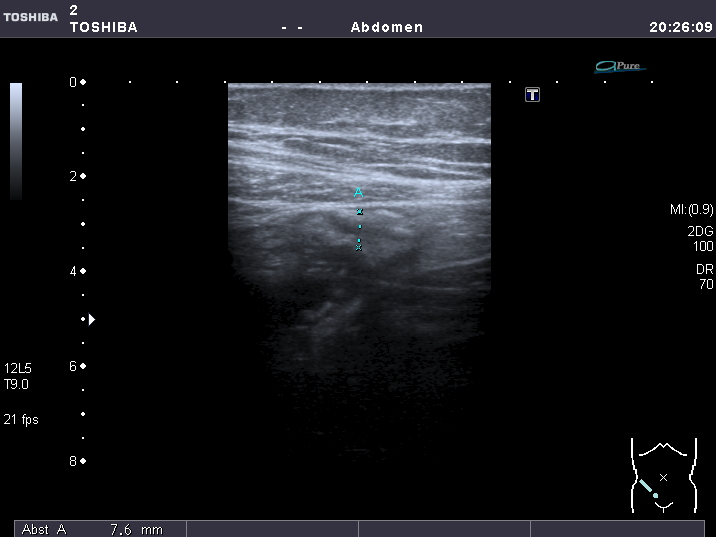 TOSHIBA
2
TOSHIBA - - Abdomen 20:26:09
aPure
T
0
2
4
6
8
A
MI:(0.9)
2DG
100
DR
70
12L5
T9.0
21 fps
Abst A 7.6 mm